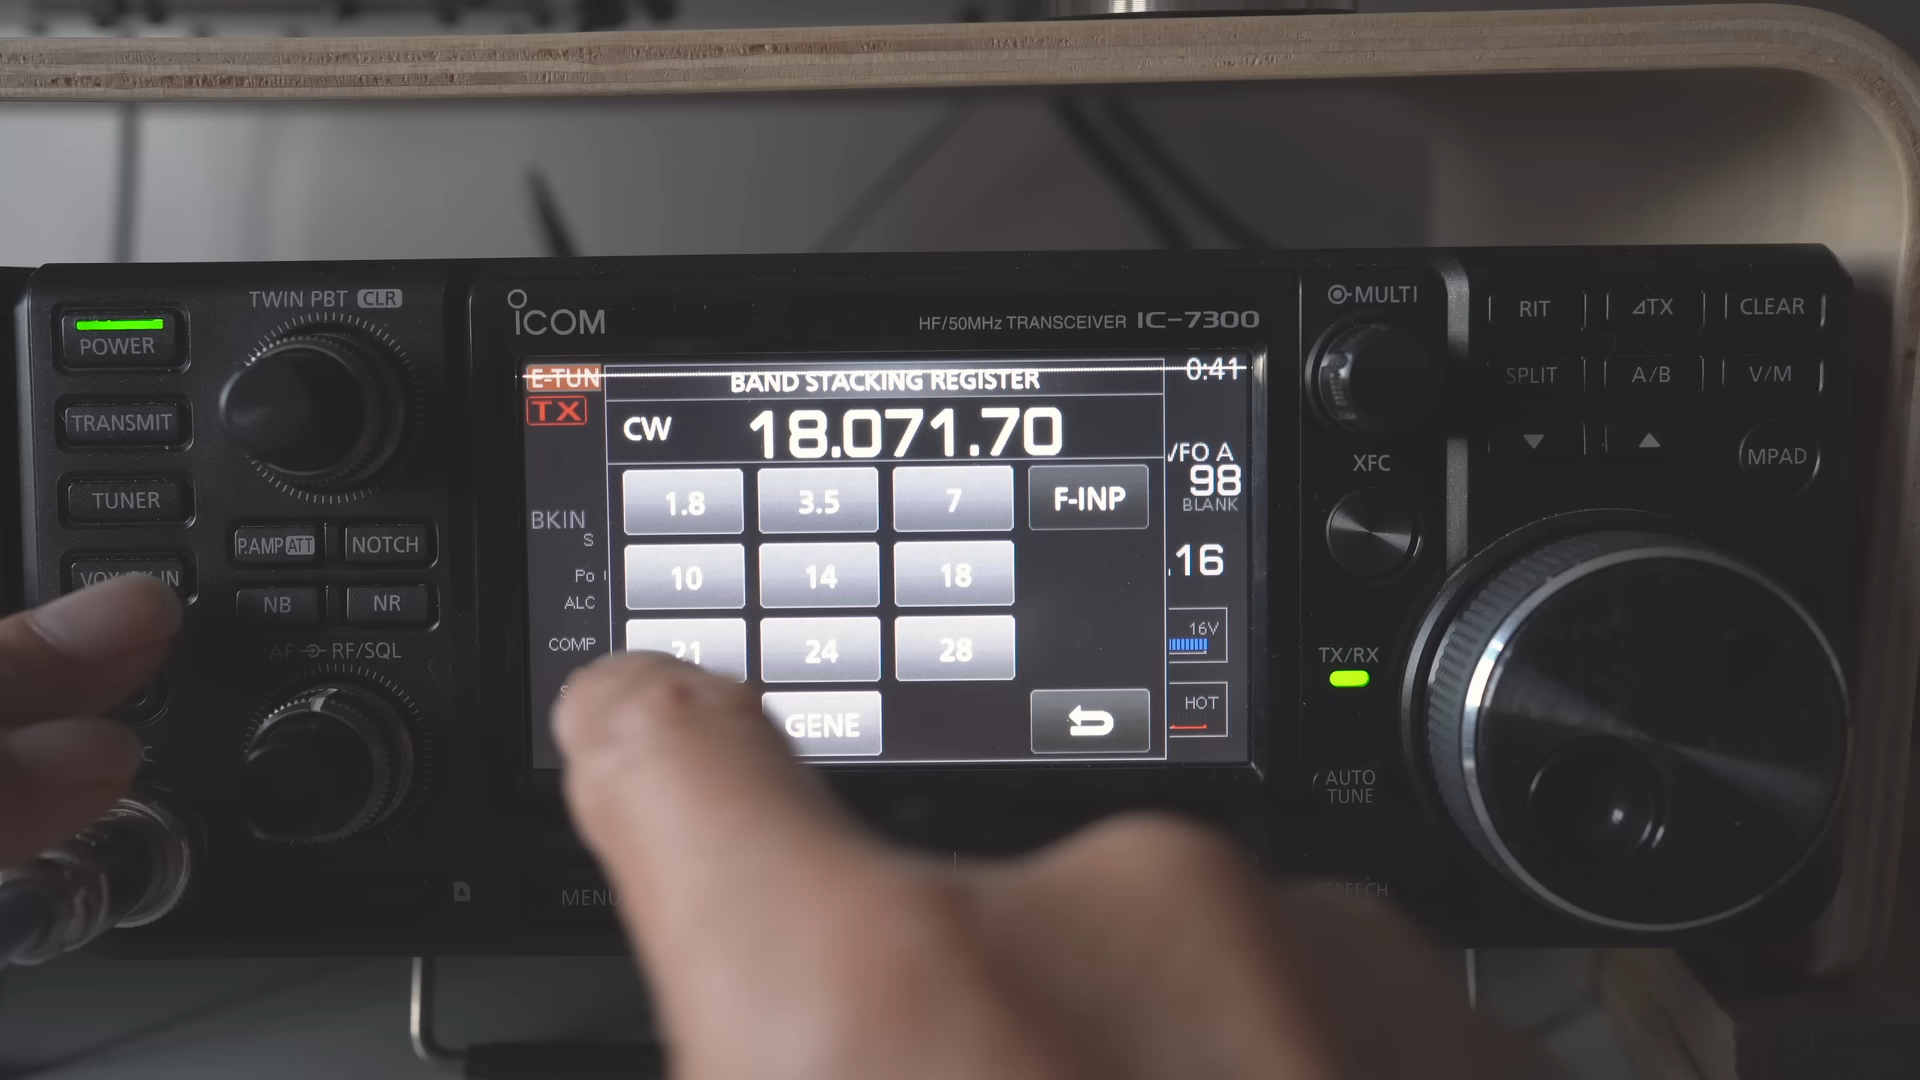 POWER
TRANSMIT
TUNER
TWIN PBT CLR
P.AMP ATT
NOTCH
NB
NR
AF RF/SQL
ICOM
HF/50MHz TRANSCEIVER IC-7300
E-TUN
TX
BAND STACKING REGISTER
0:41
CW 18.071.70
1.8 3.5 7 F-INP
10 14 18
21 24 28
GENE
BKIN
S
Po
ALC
COMP
VFO A
98
BLANK
.16
16V
HOT
MENU
MULTI
XFC
TX/RX
AUTO
TUNE
SPEECH
RIT ⊿TX CLEAR
SPLIT A/B V/M
MPAD